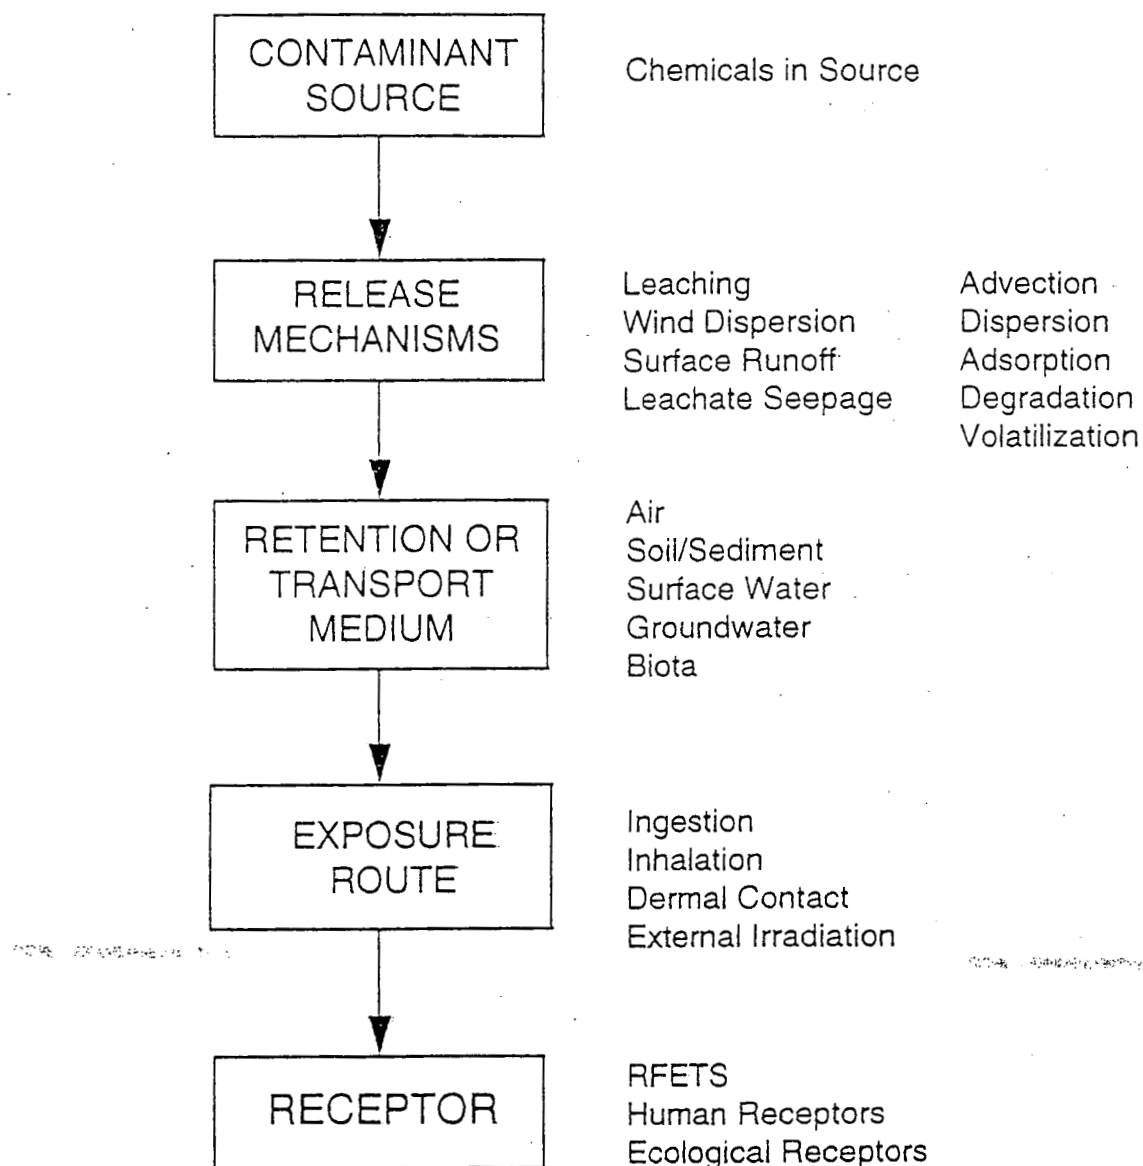 CONTAMINANT
SOURCE
Chemicals in Source
RELEASE
MECHANISMS
Leaching
Wind Dispersion
Surface Runoff
Leachate Seepage
Advection
Dispersion
Adsorption
Degradation
Volatilization
RETENTION OR
TRANSPORT
MEDIUM
Air
Soil/Sediment
Surface Water
Groundwater
Biota
EXPOSURE
ROUTE
Ingestion
Inhalation
Dermal Contact
External Irradiation
RECEPTOR
RFETS
Human Receptors
Ecological Receptors